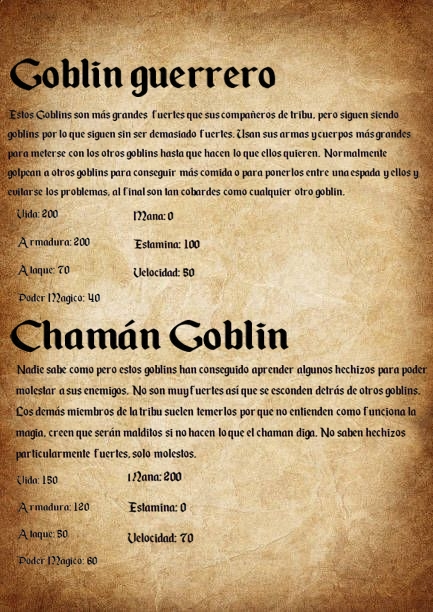 Goblin guerrero
Estos Goblins son más grandes fuertes que sus compañeros de tribu, pero siguen siendo
goblins por lo que siguen sin ser demasiado fuertes. Usan sus armas y cuerpos más grandes
para meterse con los otros goblins hasta que hacen lo que ellos quieren. Normalmente
golpean a otros goblins para conseguir más comida o para ponerlos entre una espada y ellos y
evitarse los problemas, al final son tan cobardes como cualquier otro goblin.
Vida: 200
Mana: 0
Armadura: 200
Estamina: 100
Ataque: 70
Velocidad: 50
Poder Magico: 40
Chamán Goblin
Nadie sabe como pero estos goblins han conseguido aprender algunos hechizos para poder
molestar a sus enemigos. No son muy fuertes así que se esconden detrás de otros goblins.
Los demás miembros de la tribu suelen temerlos por que no entienden como funciona la
magia, creen que serán malditos si no hacen lo que el chaman diga. No saben hechizos
particularmente fuertes, solo molestos.
Vida: 150
Mana: 200
Armadura: 120
Estamina: 0
Ataque: 50
Velocidad: 70
Poder Magico: 60